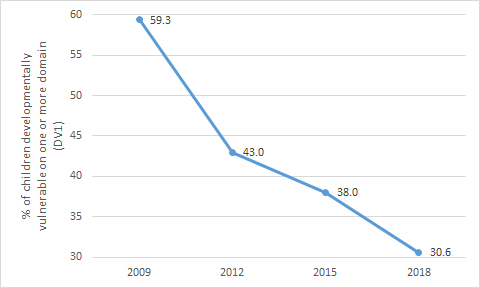 % of children developmentally
vulnerable on one or more domain
(DV1)
60
55
50
45
40
35
30
59.3
43.0
38.0
30.6
2009 2012 2015 2018